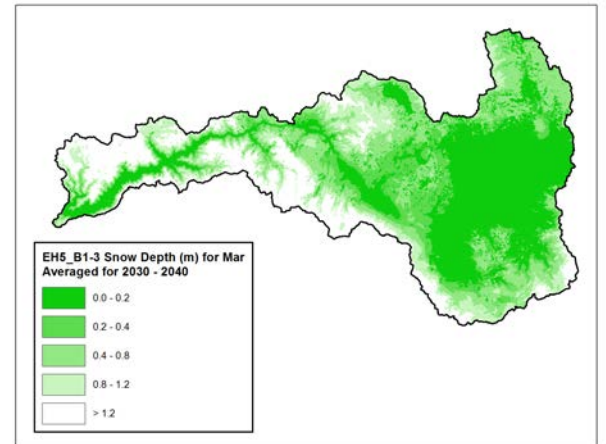 EH5_B1-3 Snow Depth (m) for Mar
Averaged for 2030 - 2040
0.0 - 0.2
0.2 - 0.4
0.4 - 0.8
0.8 - 1.2
> 1.2